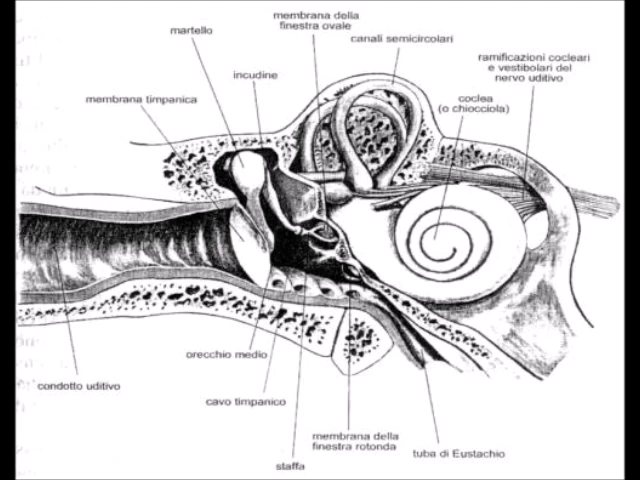 membrana della
finestra ovale
martello
canali semicircolari
ramificazioni cocleari
e vestibolari del
nervo uditivo
incudine
membrana timpanica
coclea
(o chiocciola)
orecchio medio
condotto uditivo
cavo timpanico
membrana della
finestra rotonda
tuba di Eustachio
staffa